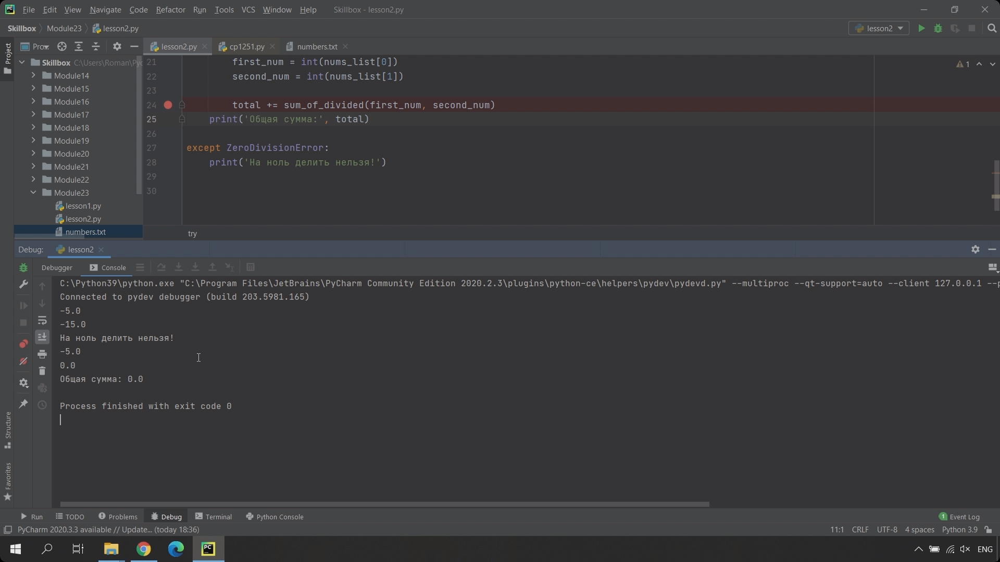 File Edit View Navigate Code Refactor Run Tools VCS Window Help Skillbox - lesson2.py
Skillbox Module23 lesson2.py lesson2
Project
Pro... lesson2.py cp1251.py numbers.txt
Skillbox C:\Users\Roman\Pyc
Module14
Module15
Module16
Module17
Module18
Module19
Module20
Module21
Module22
Module23
lesson1.py
lesson2.py
numbers.txt
21 first_num = int(nums_list[0])
1
22 second_num = int(nums_list[1])
23
24 total += sum_of_divided(first_num, second_num)
25 print('Общая сумма:', total)
26
27 except ZeroDivisionError:
28 print('На ноль делить нельзя!')
29
30
try
Debug: lesson2
Debugger Console
C:\Python39\python.exe "C:\Program Files\JetBrains\PyCharm Community Edition 2020.2.3\plugins\python-ce\helpers\pydev\pydevd.py" --multiproc --qt-support=auto --client 127.0.0.1 --p
Connected to pydev debugger (build 203.5981.165)
-5.0
-15.0
На ноль делить нельзя!
-5.0
0.0
Общая сумма: 0.0
Process finished with exit code 0
Structure
Favorites
Run TODO Problems Debug Terminal Python Console 1 Event Log
PyCharm 2020.3.3 available // Update... (today 18:36) 11:1 CRLF UTF-8 4 spaces Python 3.9
PC ENG